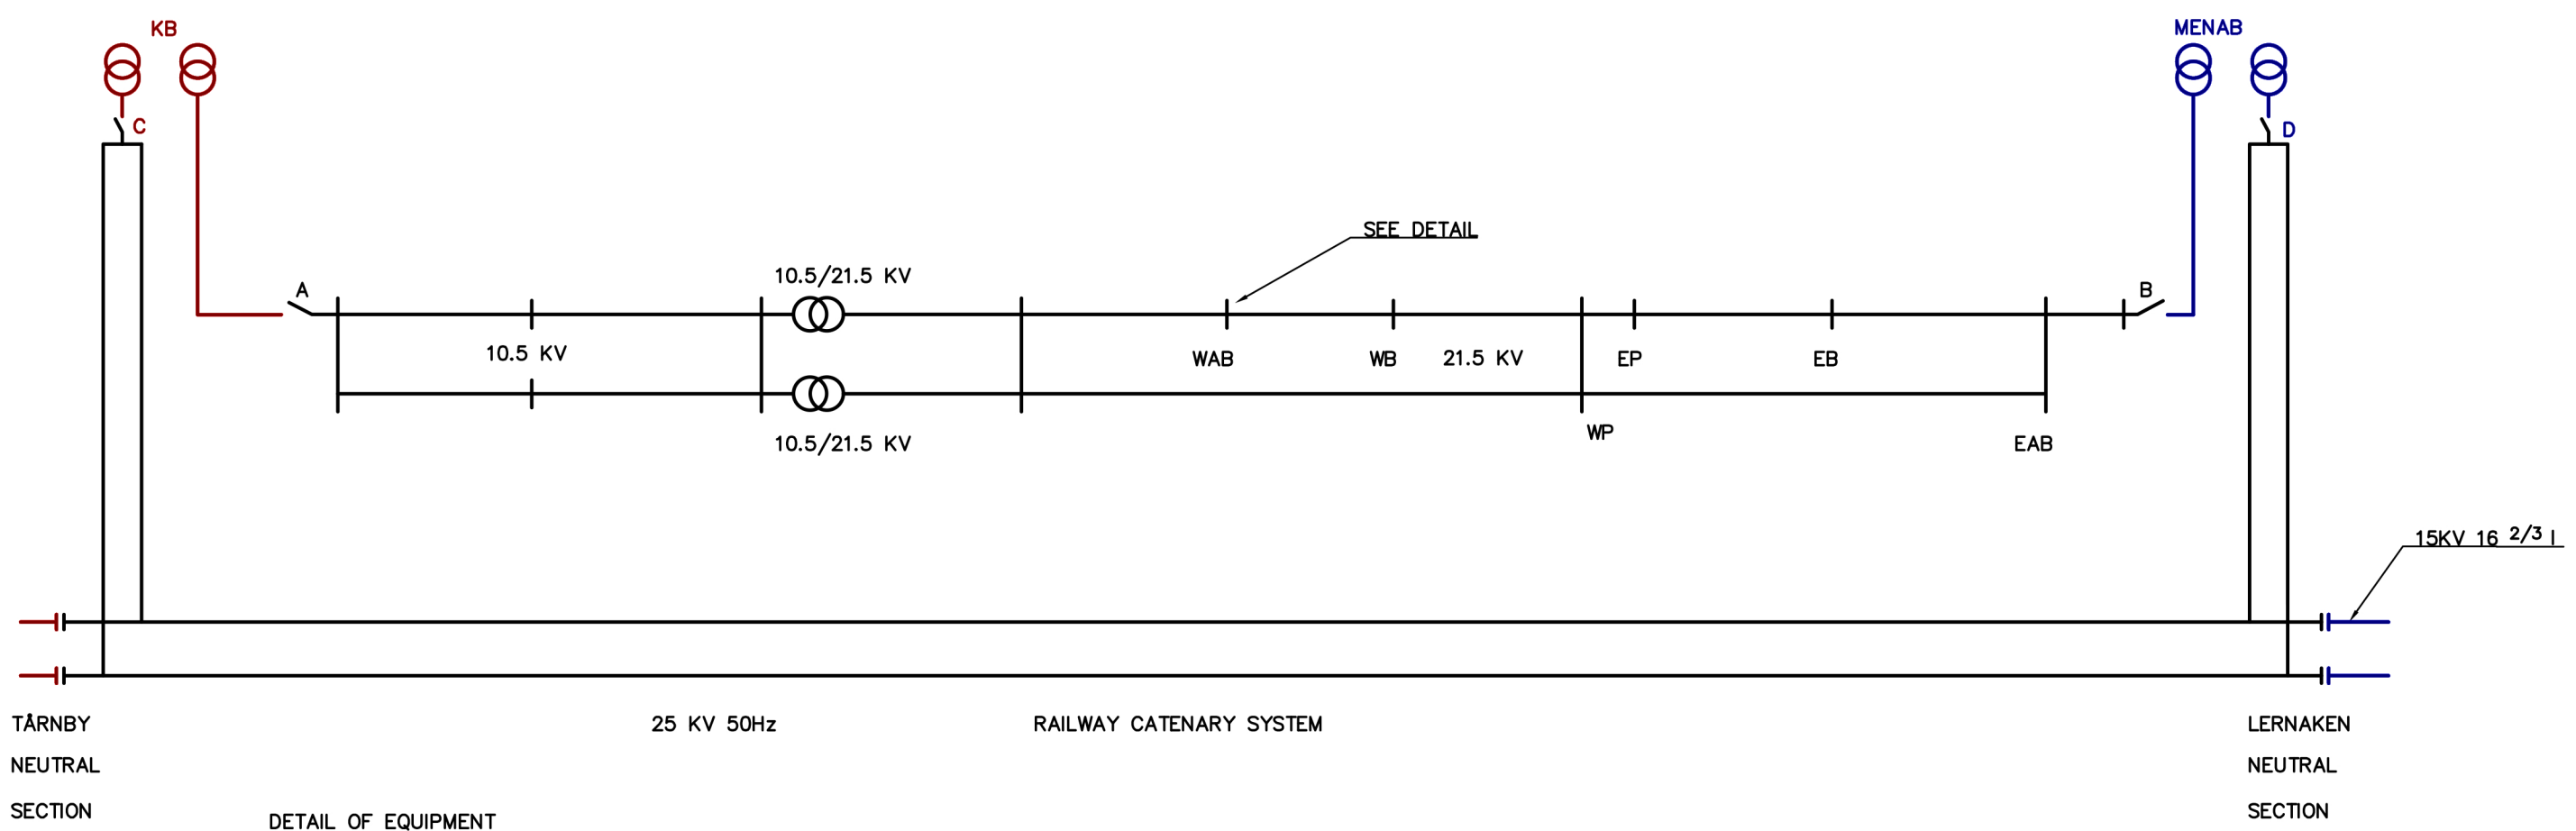 KB
MENAB
C
D
SEE DETAIL
10.5/21.5 KV
A
B
10.5 KV
WAB
WB
21.5 KV
EP
EB
WP
10.5/21.5 KV
EAB
15KV 16 2/3 I
TÅRNBY
NEUTRAL
SECTION
25 KV 50Hz
RAILWAY CATENARY SYSTEM
LERNAKEN
NEUTRAL
SECTION
DETAIL OF EQUIPMENT